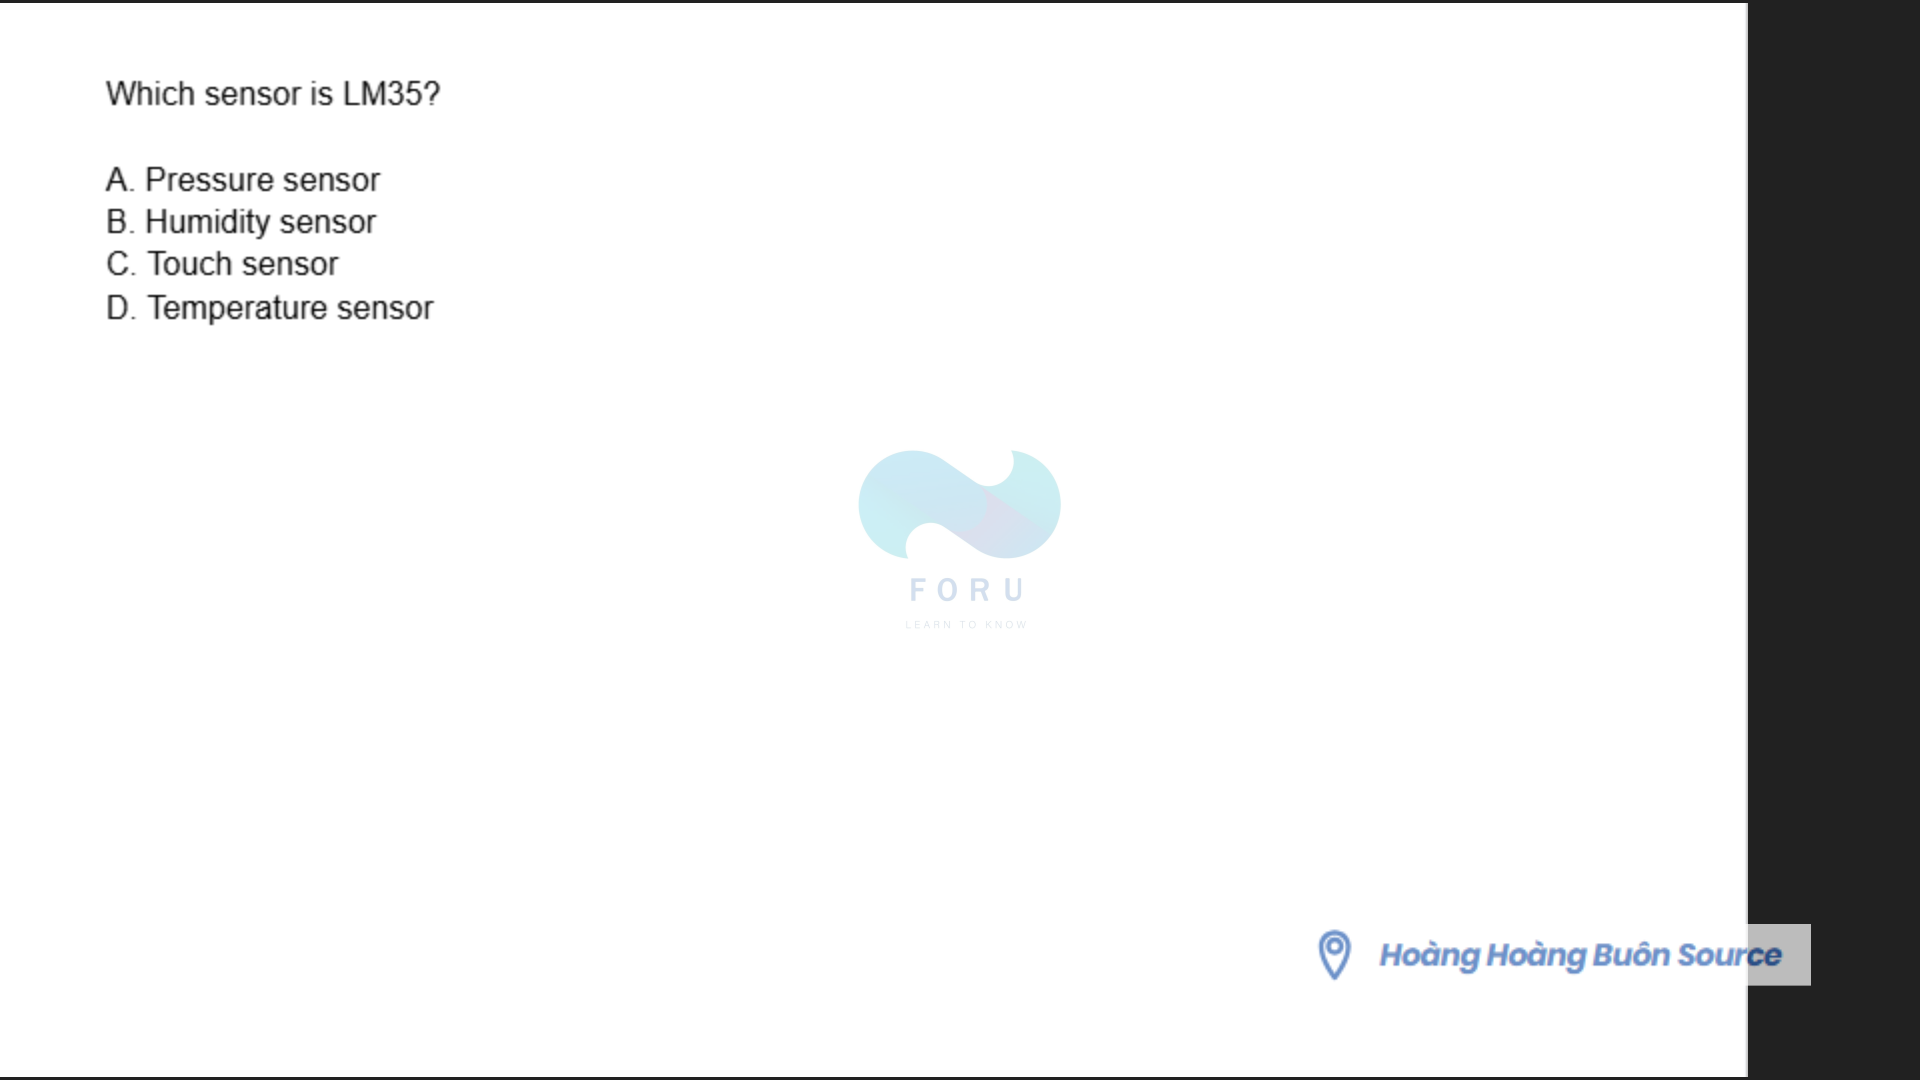 Which sensor is LM35?
A. Pressure sensor
B. Humidity sensor
C. Touch sensor
D. Temperature sensor
FORU
LEARN TO KNOW
Hoàng Hoàng Buôn Source